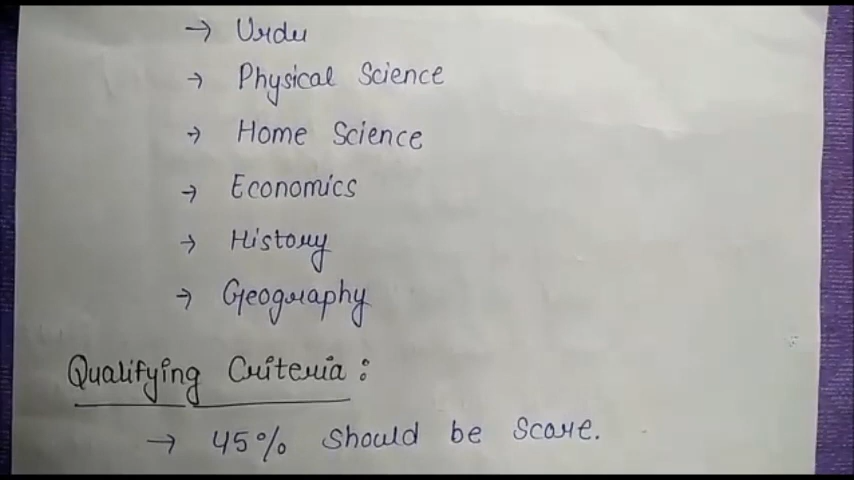 → Urdu
→ Physical Science
→ Home Science
→ Economics
→ History
→ Geography
Qualifying Criteria :
→ 45% should be score.